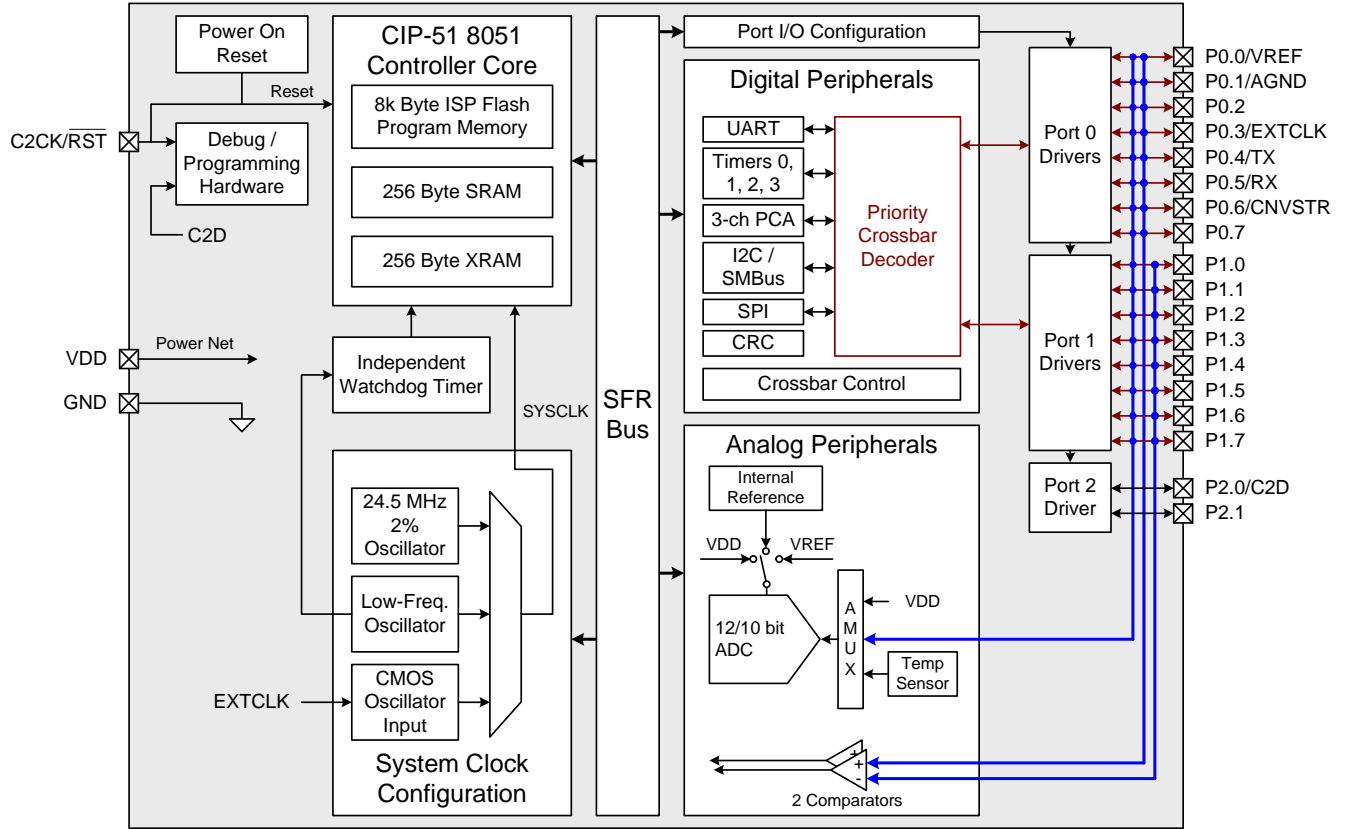 Power On
Reset
Reset
C2CK/RST
Debug /
Programming
Hardware
C2D
VDD
Power Net
GND
CIP-51 8051
Controller Core
8k Byte ISP Flash
Program Memory
256 Byte SRAM
256 Byte XRAM
Independent
Watchdog Timer
SYSCLK
24.5 MHz
2%
Oscillator
Low-Freq.
Oscillator
EXTCLK
CMOS
Oscillator
Input
System Clock
Configuration
SFR
Bus
Port I/O Configuration
Digital Peripherals
UART
Timers 0,
1, 2, 3
3-ch PCA
I2C /
SMBus
SPI
CRC
Priority
Crossbar
Decoder
Crossbar Control
Analog Peripherals
Internal
Reference
VDD
VREF
12/10 bit
ADC
A
M
U
X
VDD
Temp
Sensor
+
+
-
2 Comparators
Port 0
Drivers
Port 1
Drivers
Port 2
Driver
P0.0/VREF
P0.1/AGND
P0.2
P0.3/EXTCLK
P0.4/TX
P0.5/RX
P0.6/CNVSTR
P0.7
P1.0
P1.1
P1.2
P1.3
P1.4
P1.5
P1.6
P1.7
P2.0/C2D
P2.1